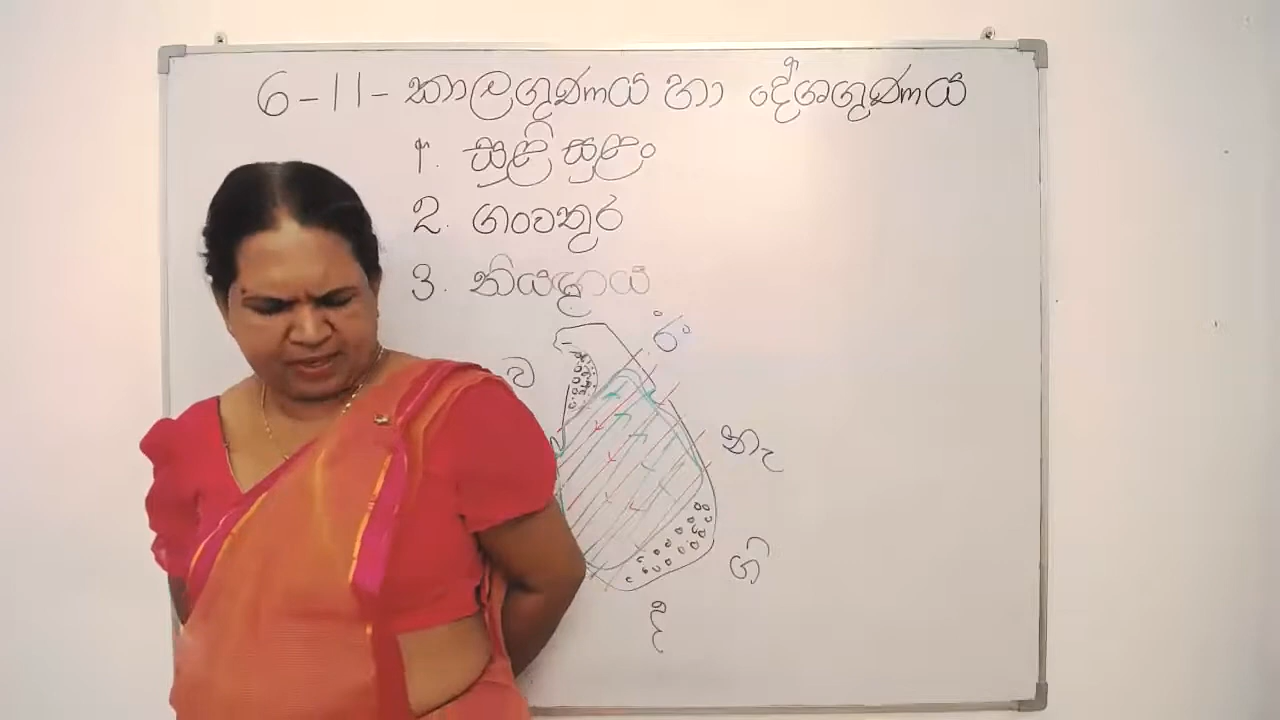 6-11- කාලගුණය හා දේශගුණය
1. සුළි සුළං
2. ගංවතුර
3. නියඟය
ව
නැ
ගි
ද